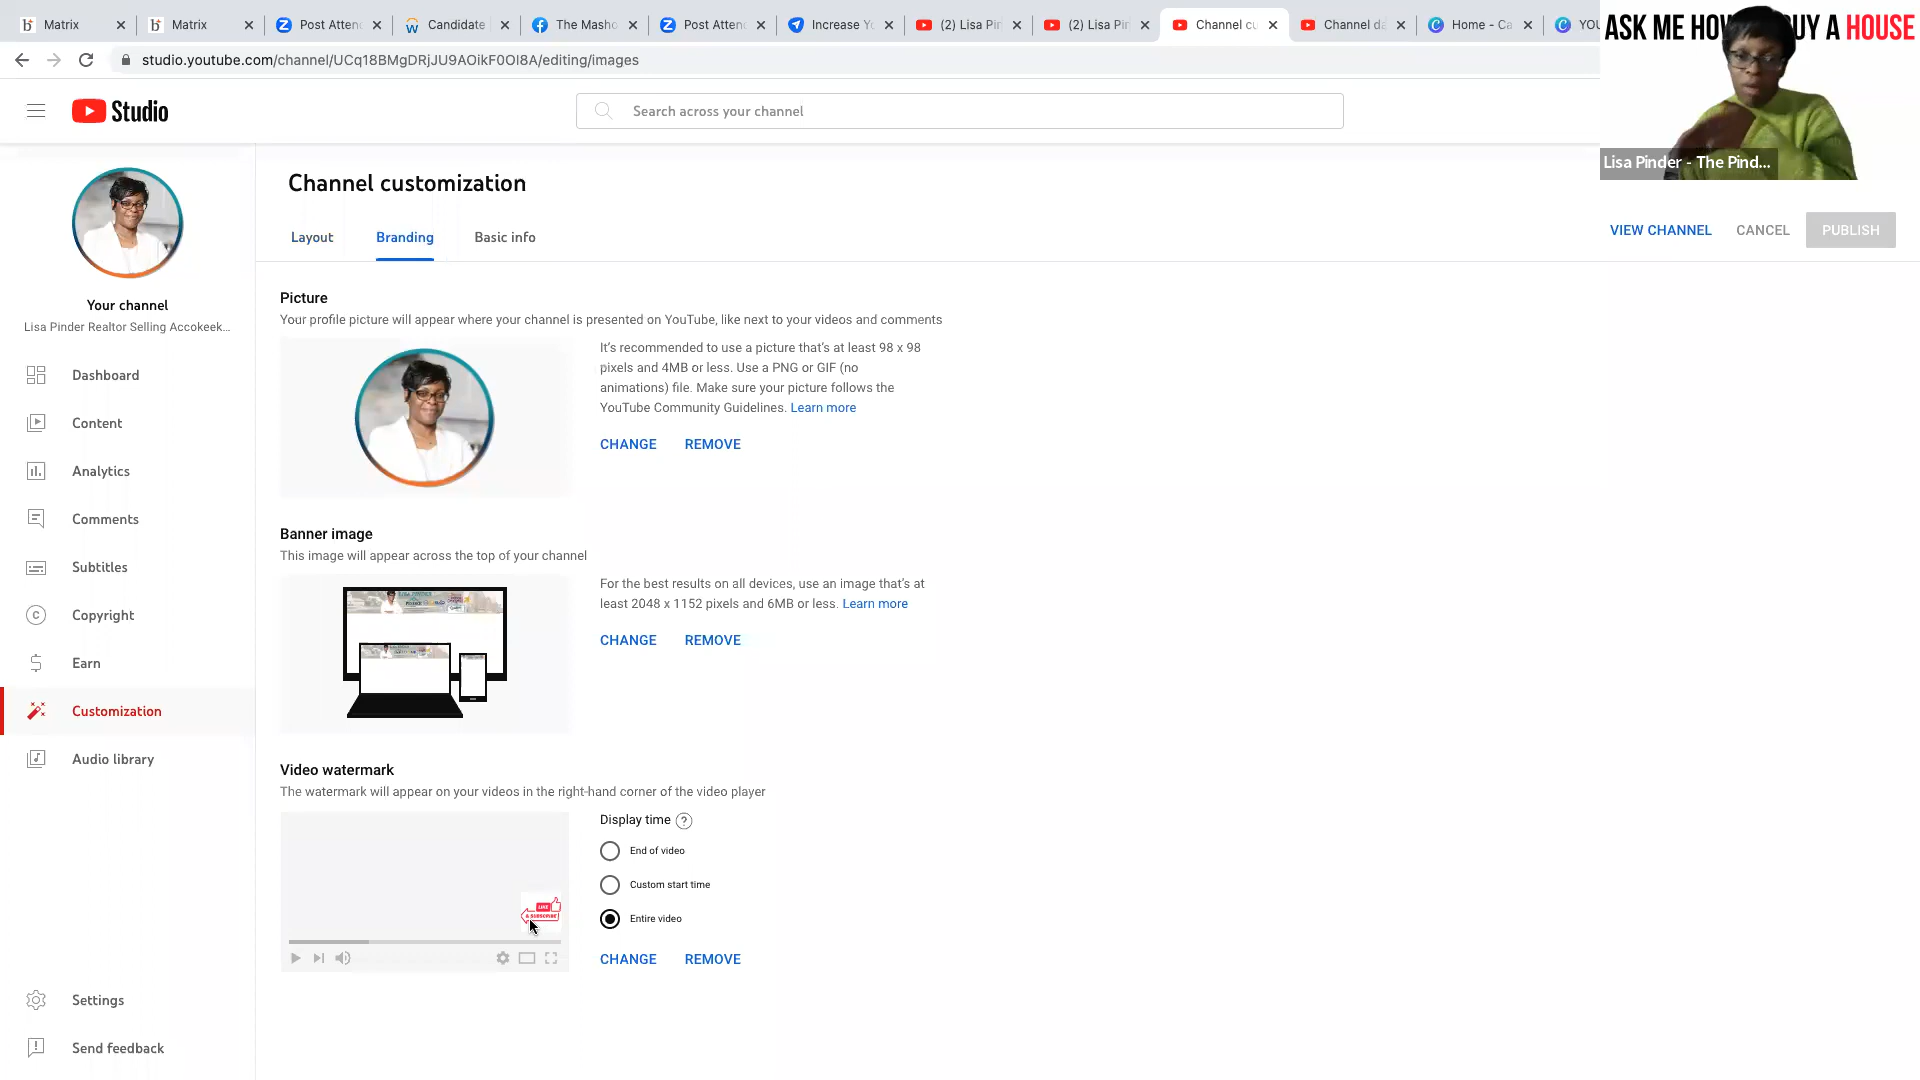 Matrix
Matrix
Post Atten
Candidate
The Masho
Post Atten
Increase Yo
(2) Lisa Pin
(2) Lisa Pin
Channel cu
Channel da
Home - Ca
YOU
ASK ME HOW
UY A HOUSE
studio.youtube.com/channel/UCq18BMgDRjJU9AOikF0OI8A/editing/images
Studio
Search across your channel
Lisa Pinder - The Pind...
Channel customization
Layout
Branding
Basic info
VIEW CHANNEL
CANCEL
PUBLISH
Your channel
Lisa Pinder Realtor Selling Accokeek...
Dashboard
Content
Analytics
Comments
Subtitles
Copyright
Earn
Customization
Audio library
Settings
Send feedback
Picture
Your profile picture will appear where your channel is presented on YouTube, like next to your videos and comments
It's recommended to use a picture that's at least 98 x 98
pixels and 4MB or less. Use a PNG or GIF (no
animations) file. Make sure your picture follows the
YouTube Community Guidelines. Learn more
CHANGE
REMOVE
Banner image
This image will appear across the top of your channel
For the best results on all devices, use an image that's at
least 2048 x 1152 pixels and 6MB or less. Learn more
CHANGE
REMOVE
Video watermark
The watermark will appear on your videos in the right-hand corner of the video player
LIKE
& SUBSCRIBE
Display time ?
End of video
Custom start time
Entire video
CHANGE
REMOVE